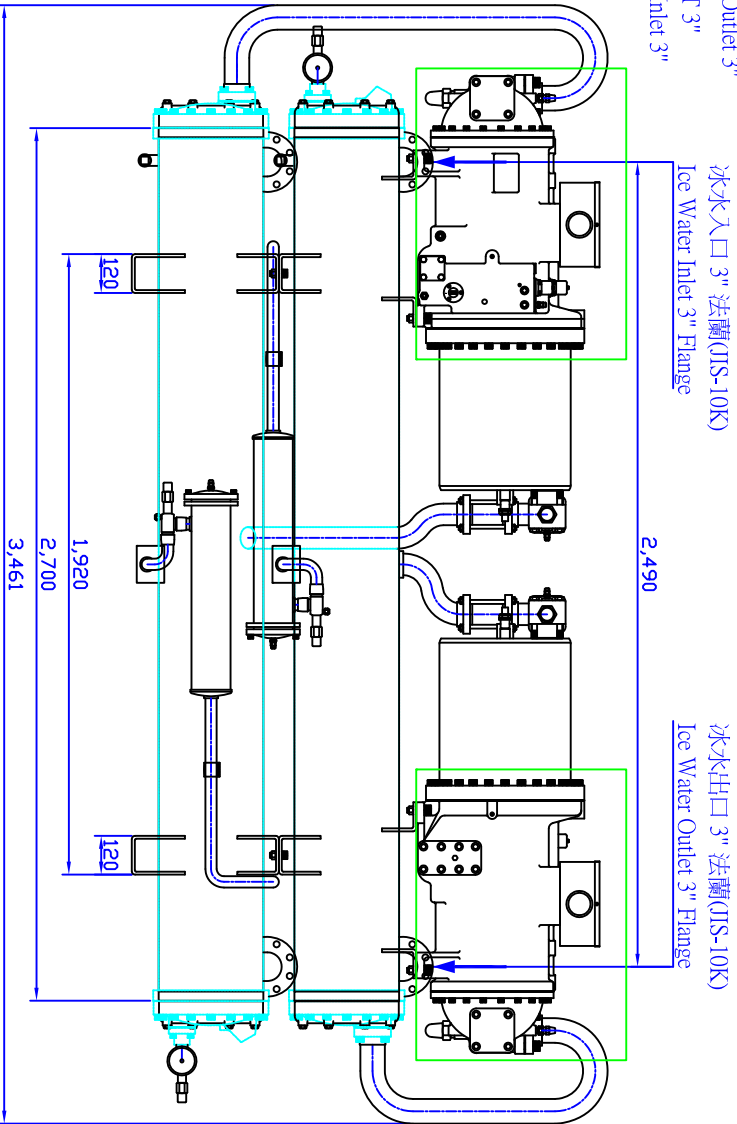 Outlet 3"
T 3"
Inlet 3"
冰水入口 3" 法蘭(JIS-10K)
Ice Water Inlet 3" Flange
冰水出口 3" 法蘭(JIS-10K)
Ice Water Outlet 3" Flange
2,490
120
120
1,920
2,700
3,461